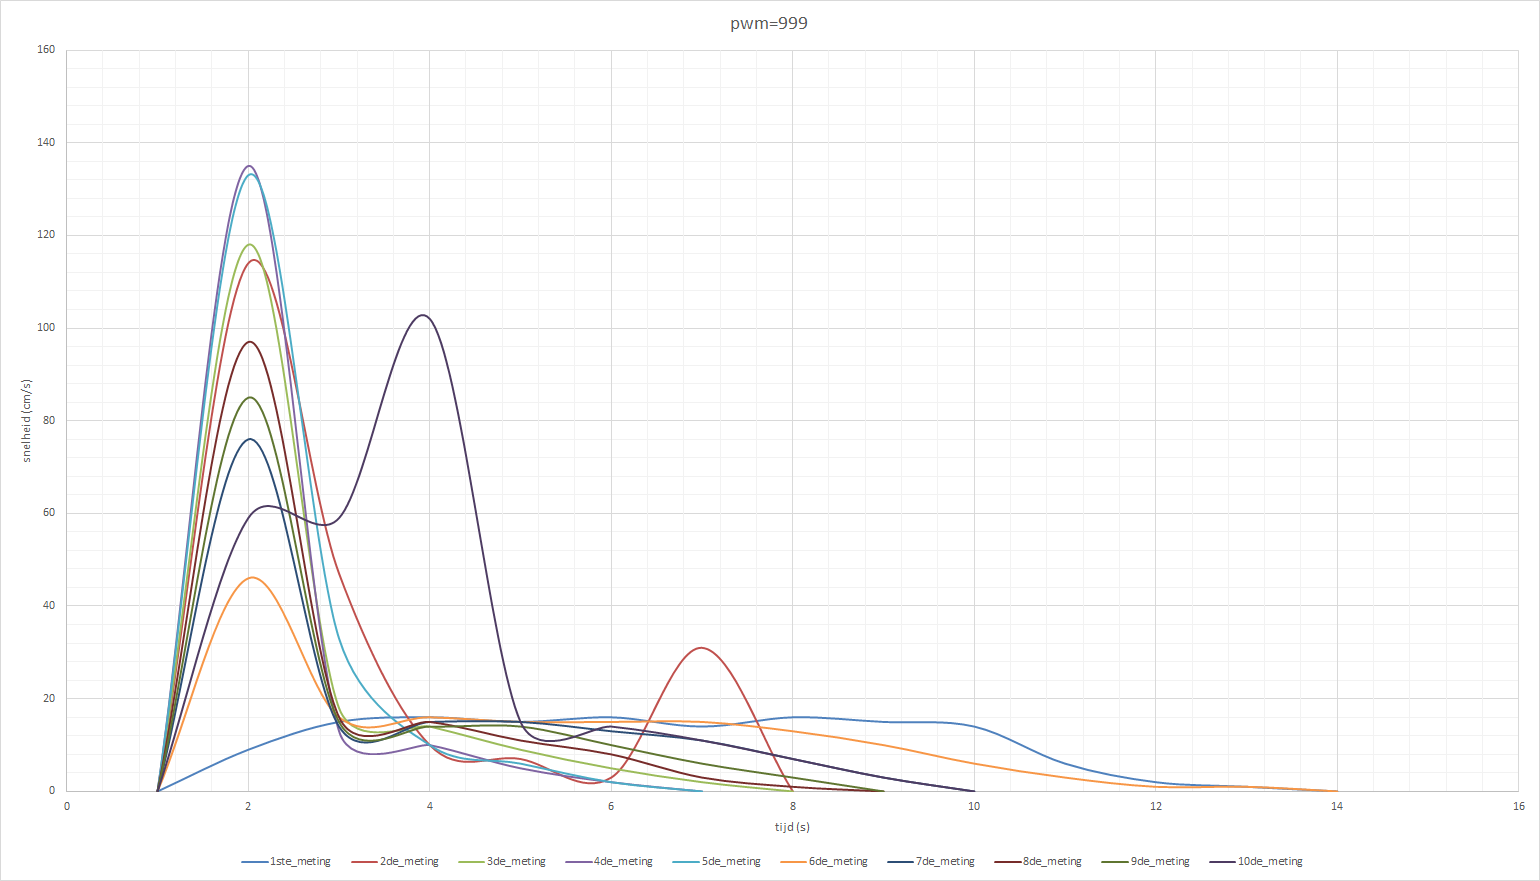 pwm=999
160
140
120
100
80
60
40
20
0
snelheid (cm/s)
0 2 4 6 8 10 12 14 16
tijd (s)
1ste_meting 2de_meting 3de_meting 4de_meting 5de_meting 6de_meting 7de_meting 8de_meting 9de_meting 10de_meting